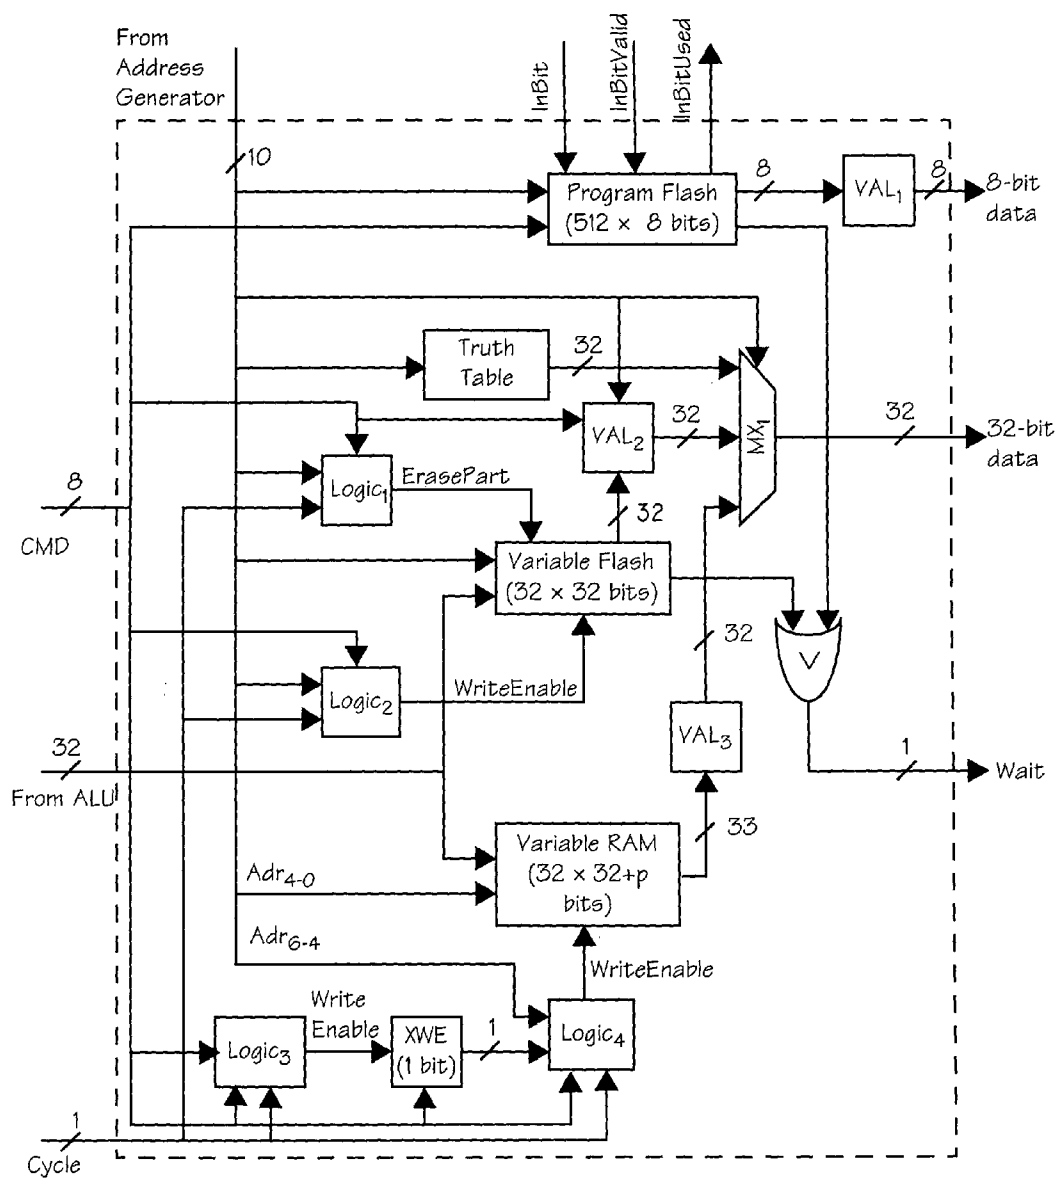 From
Address
Generator
InBit
InBitValid
InBitUsed
10
Program Flash
(512 × 8 bits)
8
VAL1
8
8-bit
data
Truth
Table
32
VAL2
32
MX1
32
32-bit
data
8
CMD
Logic1
ErasePart
32
Variable Flash
(32 × 32 bits)
32
V
Logic2
WriteEnable
VAL3
32
From ALU
1
Wait
33
Variable RAM
(32 × 32+p
bits)
Adr4-0
Adr6-4
WriteEnable
Write
Enable
Logic3
XWE
(1 bit)
1
Logic4
1
Cycle